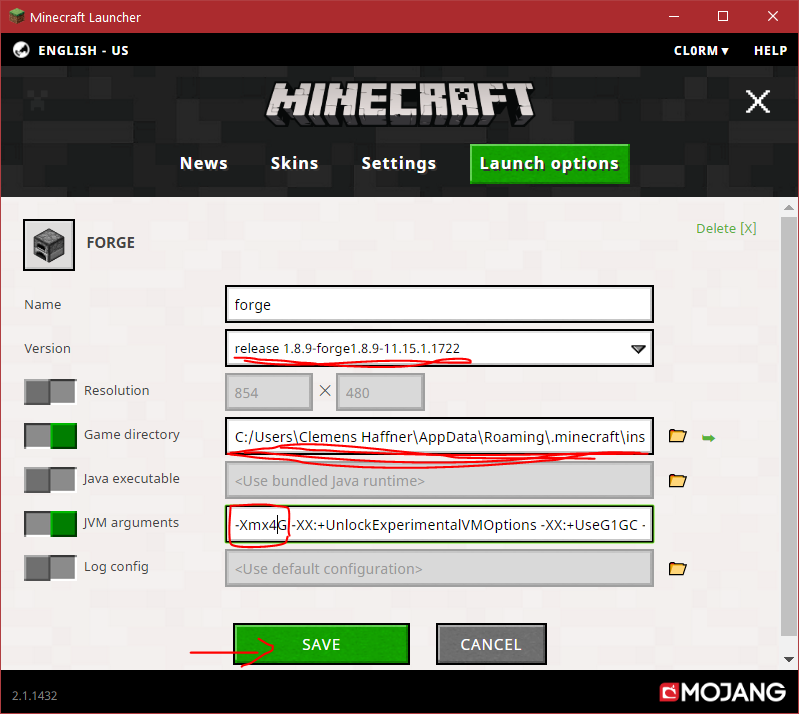 Minecraft Launcher
ENGLISH - US CL0RM HELP
MINECRAFT
News Skins Settings Launch options
FORGE Delete [X]
Name forge
Version release 1.8.9-forge1.8.9-11.15.1.1722
Resolution 854 × 480
Game directory C:/Users\Clemens Haffner\AppData\Roaming\.minecraft\ins
Java executable <Use bundled Java runtime>
JVM arguments -Xmx4G -XX:+UnlockExperimentalVMOptions -XX:+UseG1GC -
Log config <Use default configuration>
SAVE CANCEL
2.1.1432 MOJANG